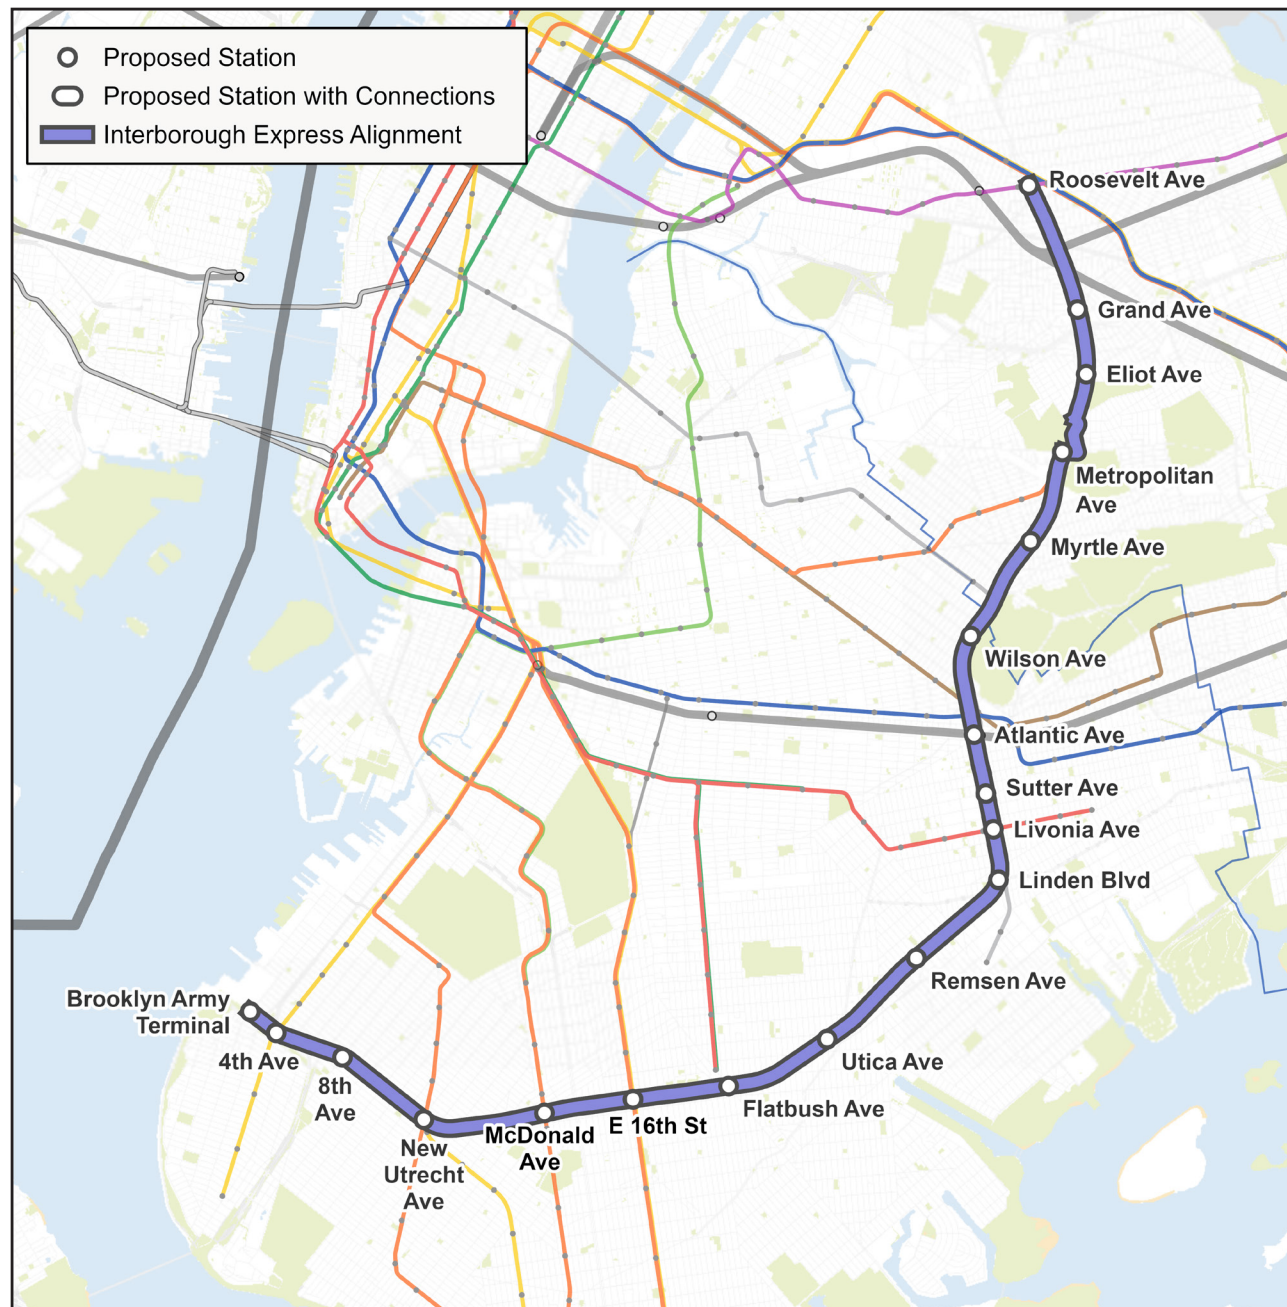 Proposed Station
Proposed Station with Connections
Interborough Express Alignment
Roosevelt Ave
Grand Ave
Eliot Ave
Metropolitan
Ave
Myrtle Ave
Wilson Ave
Atlantic Ave
Sutter Ave
Livonia Ave
Linden Blvd
Remsen Ave
Utica Ave
Flatbush Ave
E 16th St
McDonald
Ave
New
Utrecht
Ave
8th
Ave
4th Ave
Brooklyn Army
Terminal